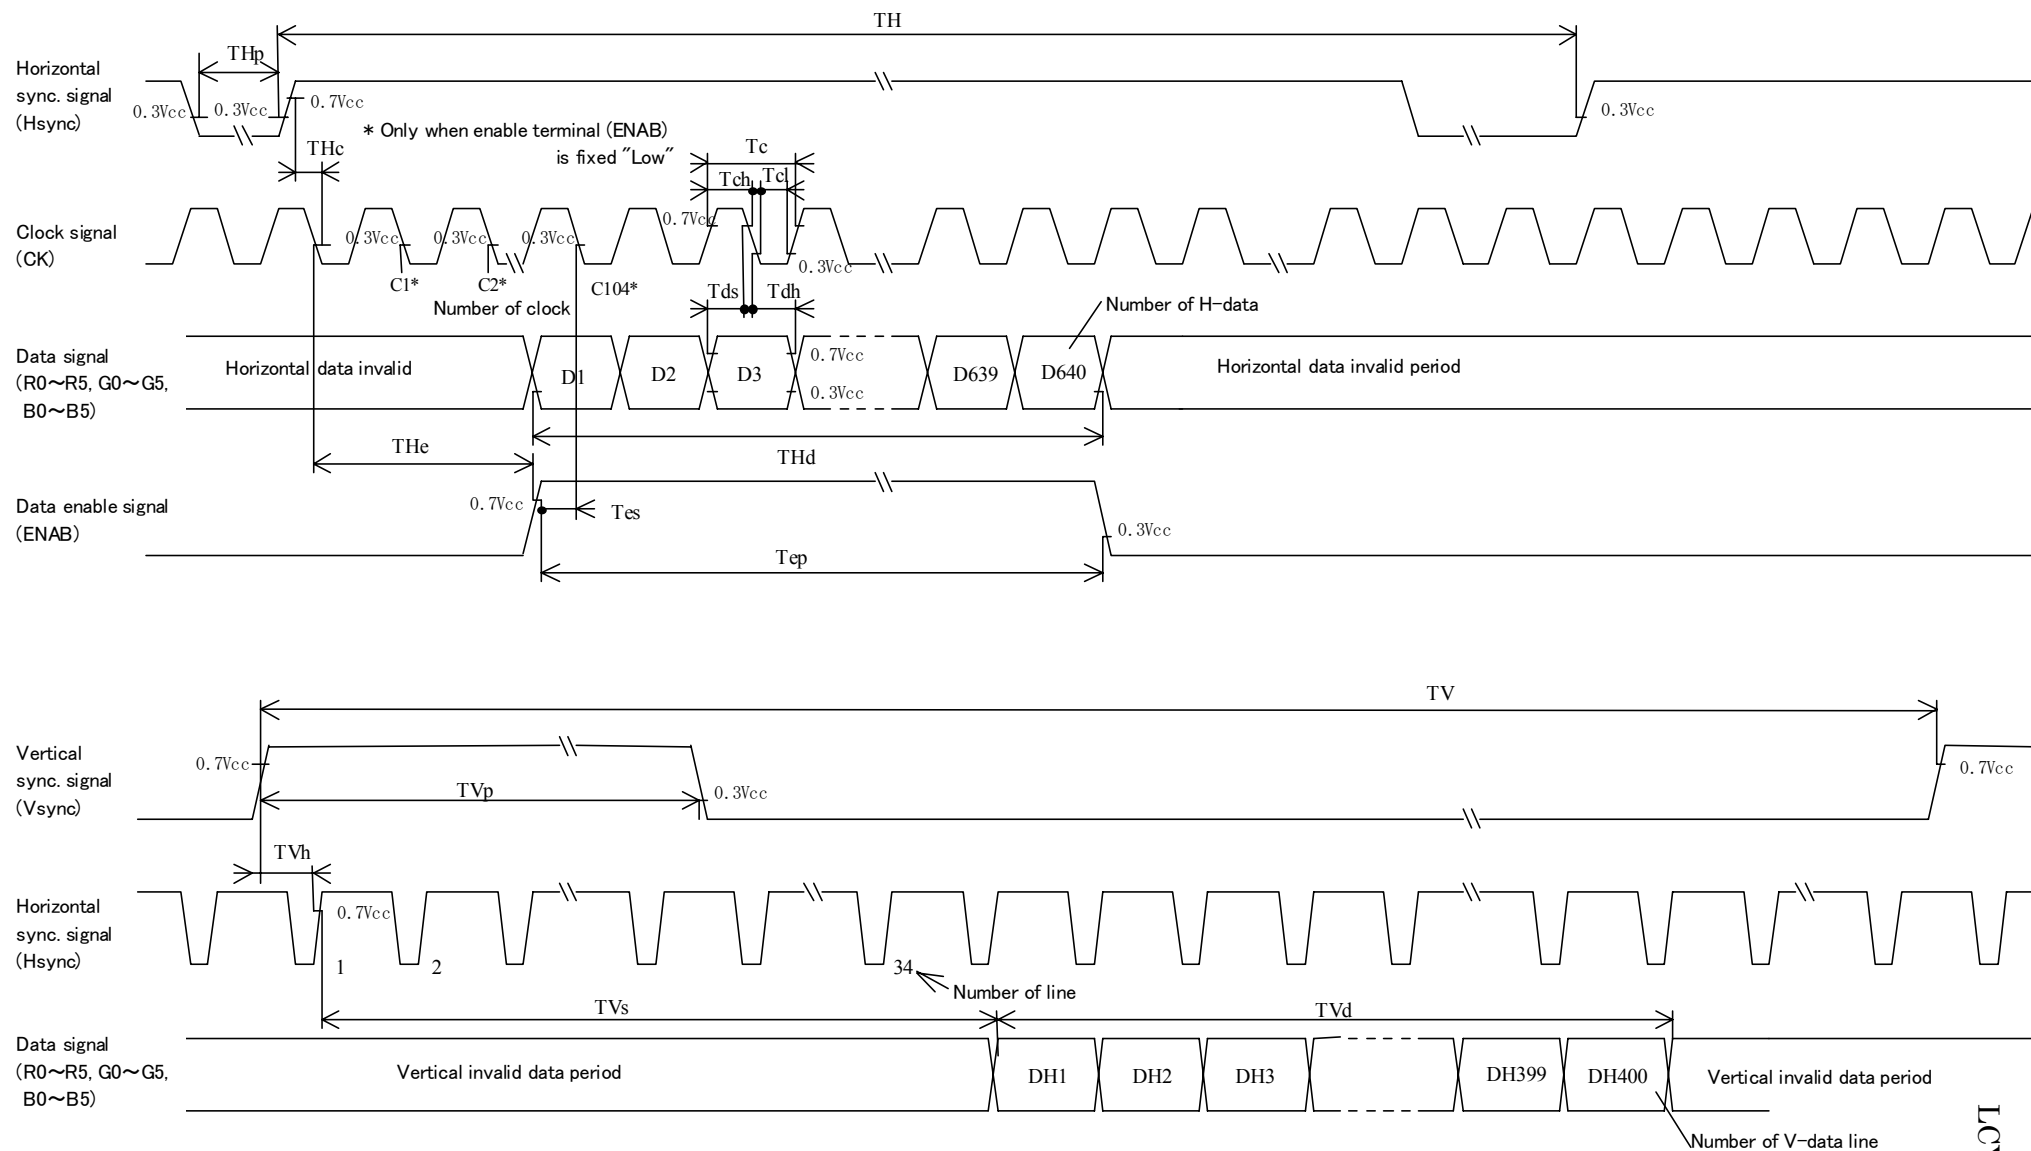 TH
THp
Horizontal
sync. signal
(Hsync)
0.3Vcc
0.3Vcc
0.7Vcc
0.3Vcc
* Only when enable terminal (ENAB)
is fixed "Low"
THc
Tc
Tch
Tcl
Clock signal
(CK)
0.3Vcc
0.3Vcc
0.3Vcc
0.7Vcc
0.3Vcc
C1*
C2*
C104*
Number of clock
Tds
Tdh
Number of H-data
Data signal
(R0~R5, G0~G5,
B0~B5)
Horizontal data invalid
D1
D2
D3
0.7Vcc
0.3Vcc
D639
D640
Horizontal data invalid period
THe
THd
Data enable signal
(ENAB)
0.7Vcc
Tes
0.3Vcc
Tep
TV
Vertical
sync. signal
(Vsync)
0.7Vcc
TVp
0.3Vcc
0.7Vcc
TVh
Horizontal
sync. signal
(Hsync)
0.7Vcc
1
2
34
Number of line
TVs
TVd
Data signal
(R0~R5, G0~G5,
B0~B5)
Vertical invalid data period
DH1
DH2
DH3
DH399
DH400
Vertical invalid data period
Number of V-data line
LC